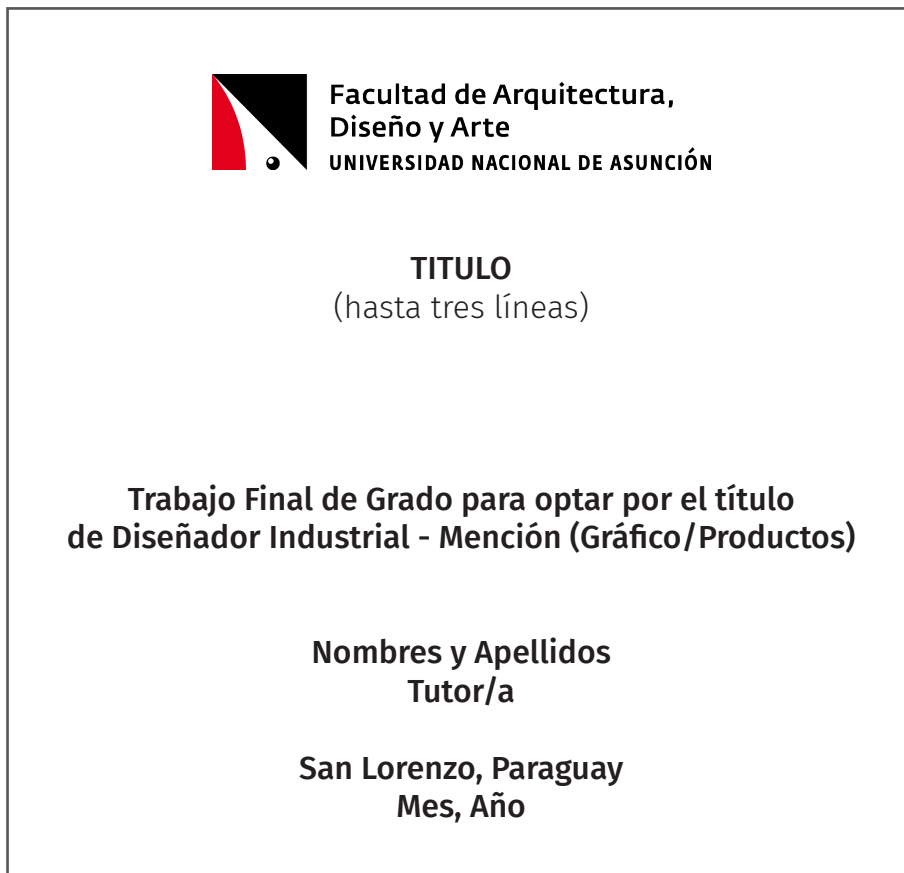 Facultad de Arquitectura,
Diseño y Arte
UNIVERSIDAD NACIONAL DE ASUNCIÓN
TITULO
(hasta tres líneas)
Trabajo Final de Grado para optar por el título
de Diseñador Industrial - Mención (Gráfico/Productos)
Nombres y Apellidos
Tutor/a
San Lorenzo, Paraguay
Mes, Año